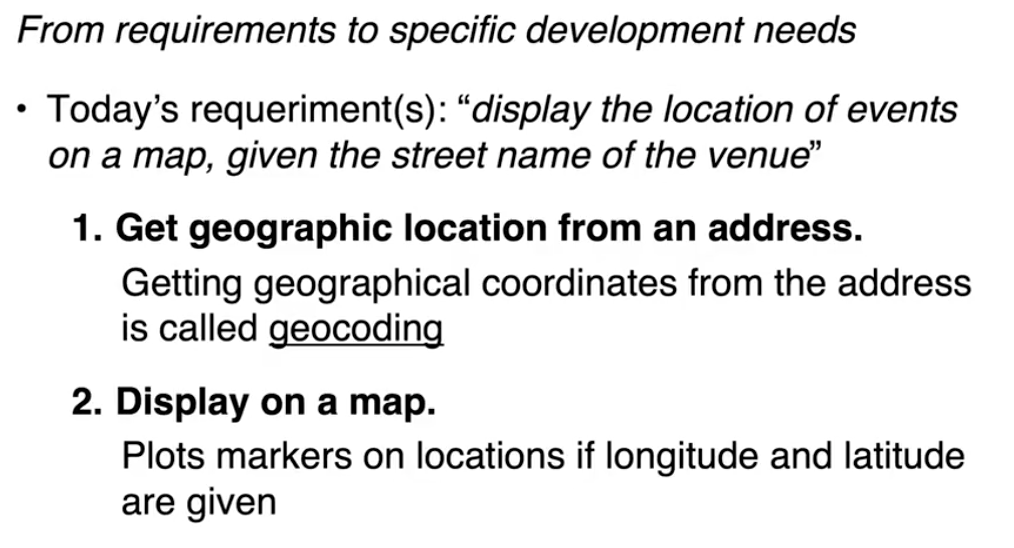 From requirements to specific development needs
• Today’s requeriment(s): “display the location of events
on a map, given the street name of the venue”
1. Get geographic location from an address.
Getting geographical coordinates from the address
is called geocoding
2. Display on a map.
Plots markers on locations if longitude and latitude
are given